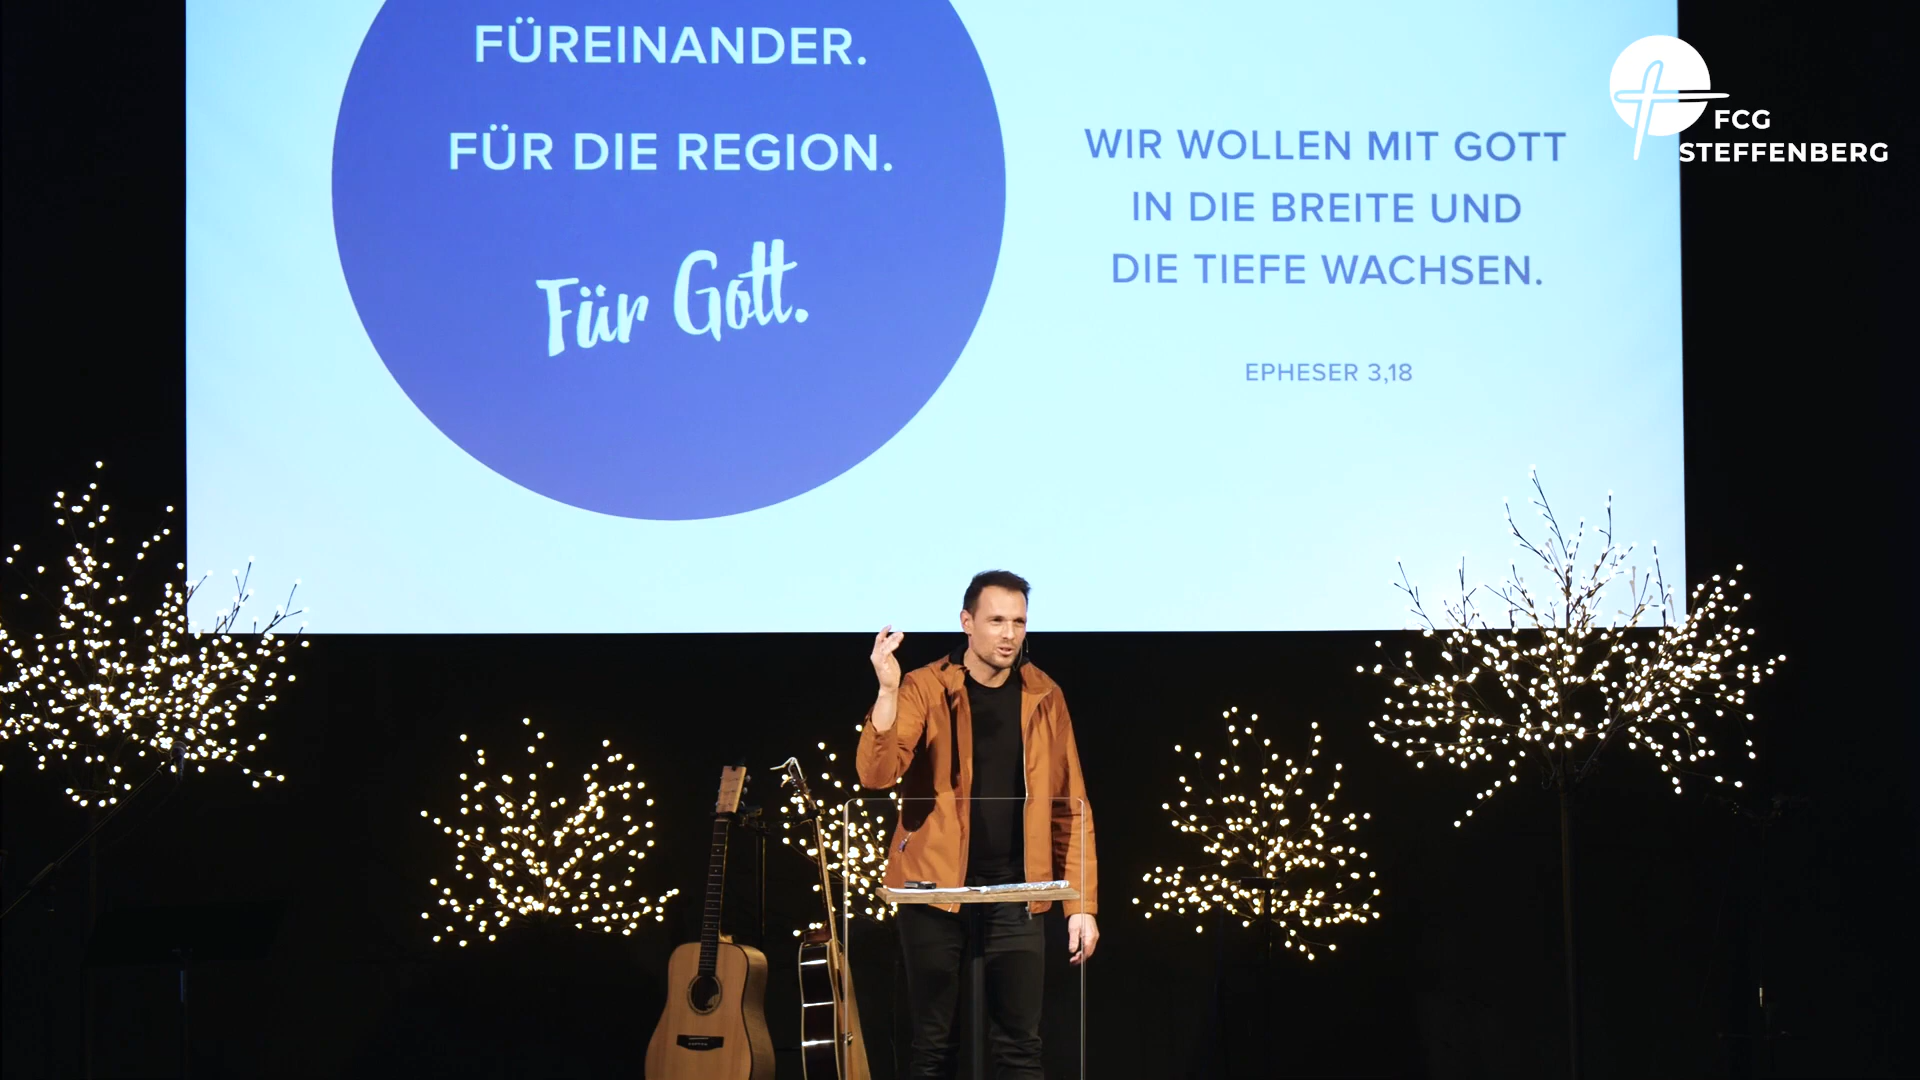 FÜREINANDER.
FÜR DIE REGION.
Für Gott.
WIR WOLLEN MIT GOTT
IN DIE BREITE UND
DIE TIEFE WACHSEN.
EPHESER 3,18
FCG
STEFFENBERG